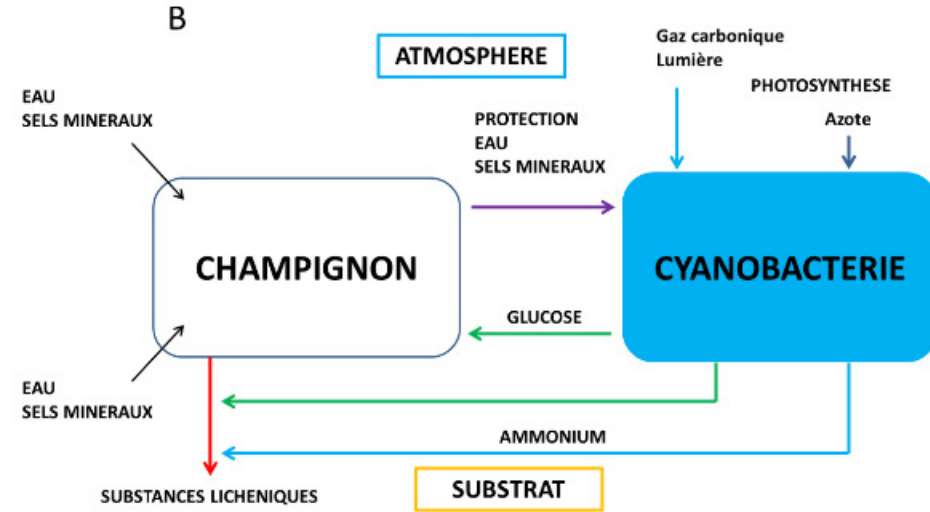 B
ATMOSPHERE
Gaz carbonique
Lumière
PHOTOSYNTHESE
Azote
EAU
SELS MINERAUX
PROTECTION
EAU
SELS MINERAUX
CHAMPIGNON
CYANOBACTERIE
GLUCOSE
EAU
SELS MINERAUX
AMMONIUM
SUBSTANCES LICHENIQUES
SUBSTRAT